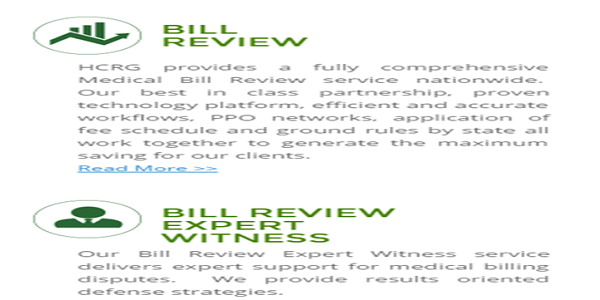 BILL
REVIEW
HCRG provides a fully comprehensive
Medical Bill Review service nationwide.
Our best in class partnership, proven
technology platform, efficient and accurate
workflows, PPO networks, application of
fee schedule and ground rules by state all
work together to generate the maximum
saving for our clients.
Read More >>
BILL REVIEW
EXPERT
WITNESS
Our Bill Review Expert Witness service
delivers expert support for medical billing
disputes. We provide results oriented
defense strategies.